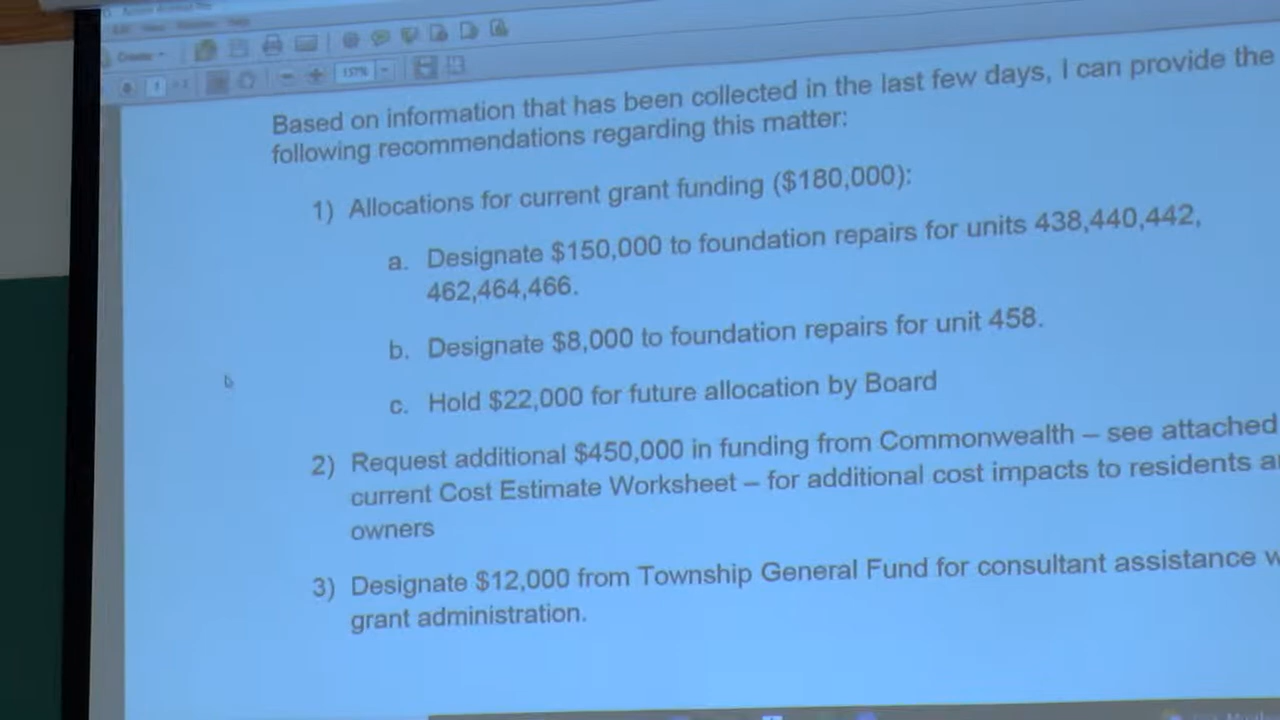 137%
Based on information that has been collected in the last few days, I can provide the
following recommendations regarding this matter:
1) Allocations for current grant funding ($180,000):
a. Designate $150,000 to foundation repairs for units 438,440,442,
462,464,466.
b. Designate $8,000 to foundation repairs for unit 458.
c. Hold $22,000 for future allocation by Board
2) Request additional $450,000 in funding from Commonwealth – see attached
current Cost Estimate Worksheet – for additional cost impacts to residents
owners
3) Designate $12,000 from Township General Fund for consultant assistance
grant administration.